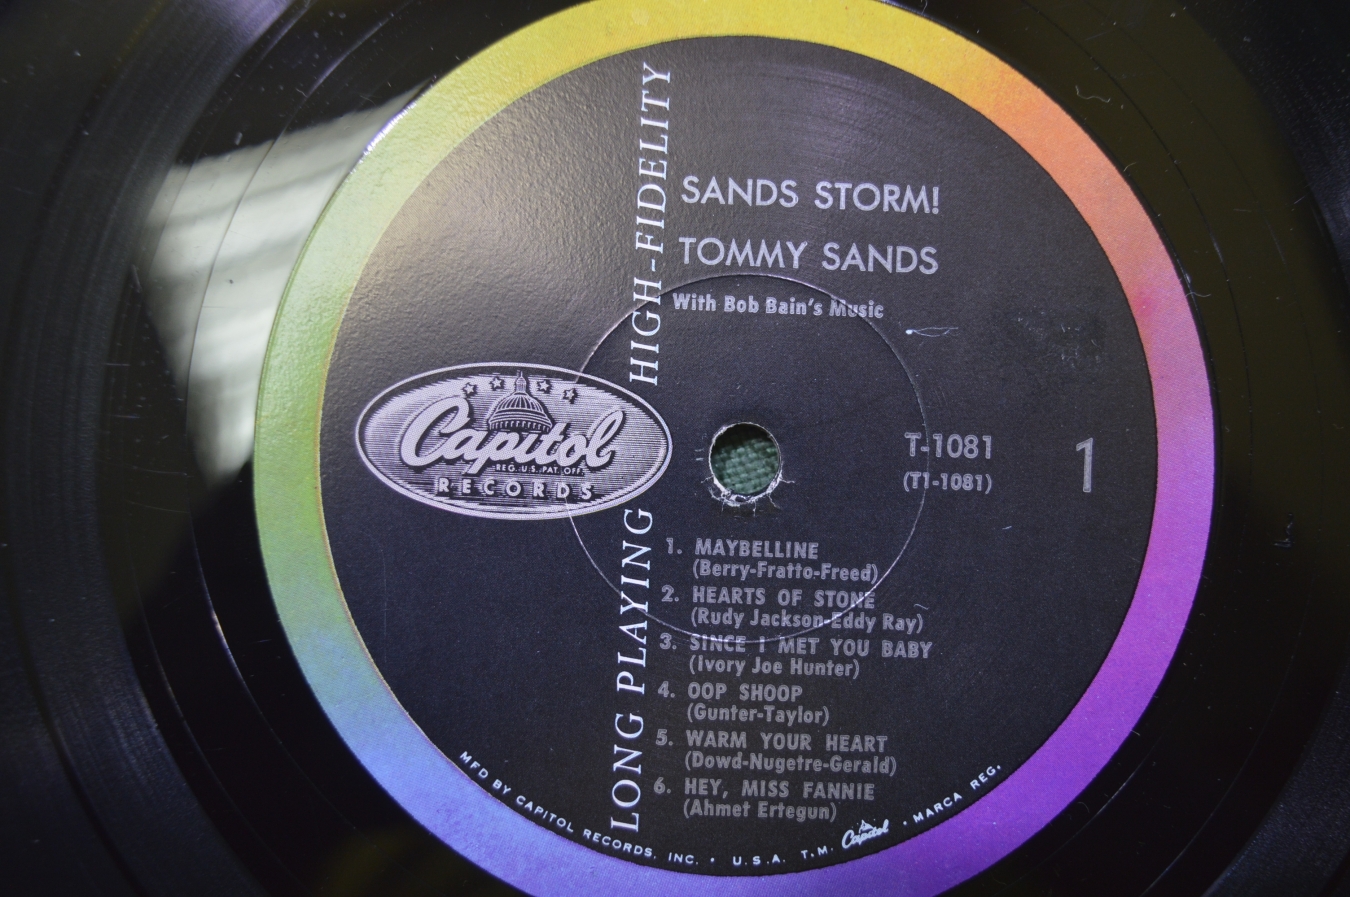 SANDS STORM!
TOMMY SANDS
With Bob Bain's Music
LONG PLAYING HIGH-FIDELITY
Capitol
REG. U.S. PAT. OFF.
RECORDS
T-1081
(T1-1081)
1
1. MAYBELLINE
(Berry-Fratto-Freed)
2. HEARTS OF STONE
(Rudy Jackson-Eddy Ray)
3. SINCE I MET YOU BABY
(Ivory Joe Hunter)
4. OOP SHOOP
(Gunter-Taylor)
5. WARM YOUR HEART
(Dowd-Nugetre-Gerald)
6. HEY, MISS FANNIE
(Ahmet Ertegun)
MFD BY CAPITOL RECORDS, INC. • U.S.A. T.M. Capitol • MARCA REG.